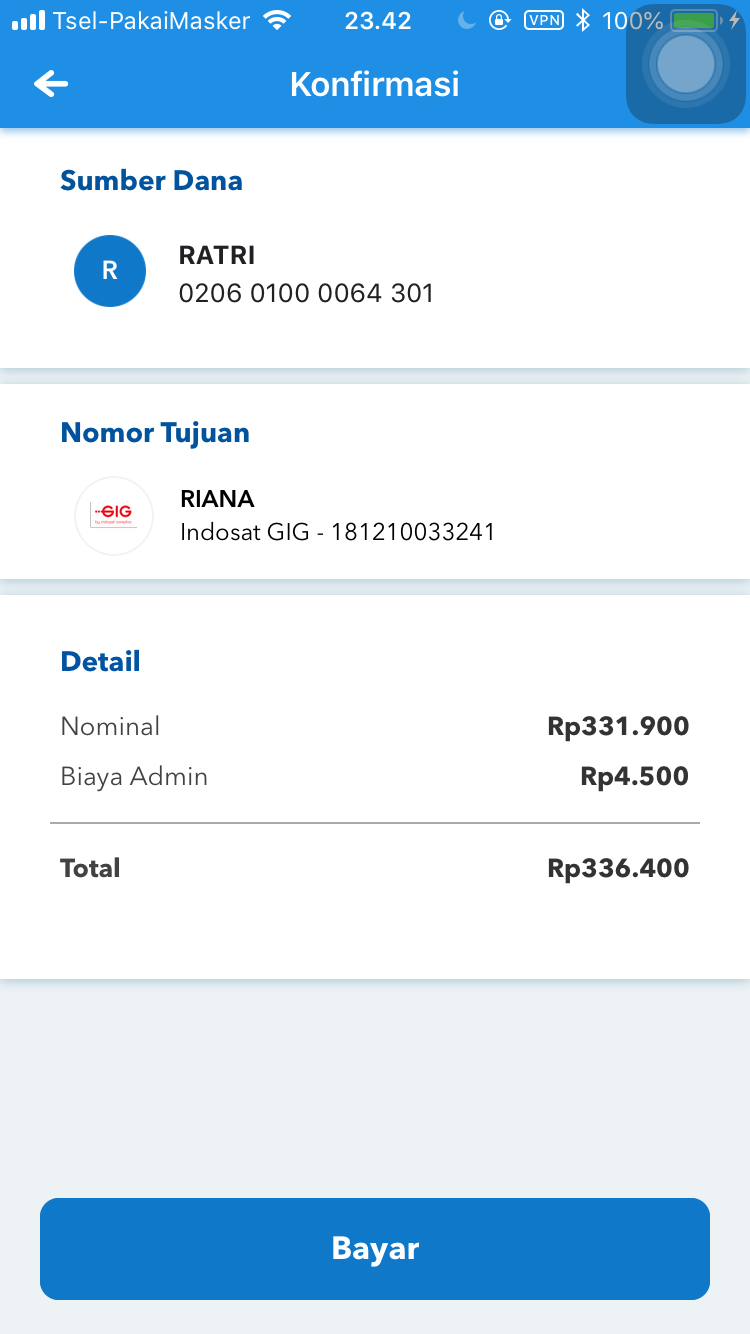 Tsel-PakaiMasker 23.42 VPN 100%
Konfirmasi
Sumber Dana
R
RATRI
0206 0100 0064 301
Nomor Tujuan
GIG
RIANA
Indosat GIG - 181210033241
Detail
Nominal Rp331.900
Biaya Admin Rp4.500
Total Rp336.400
Bayar